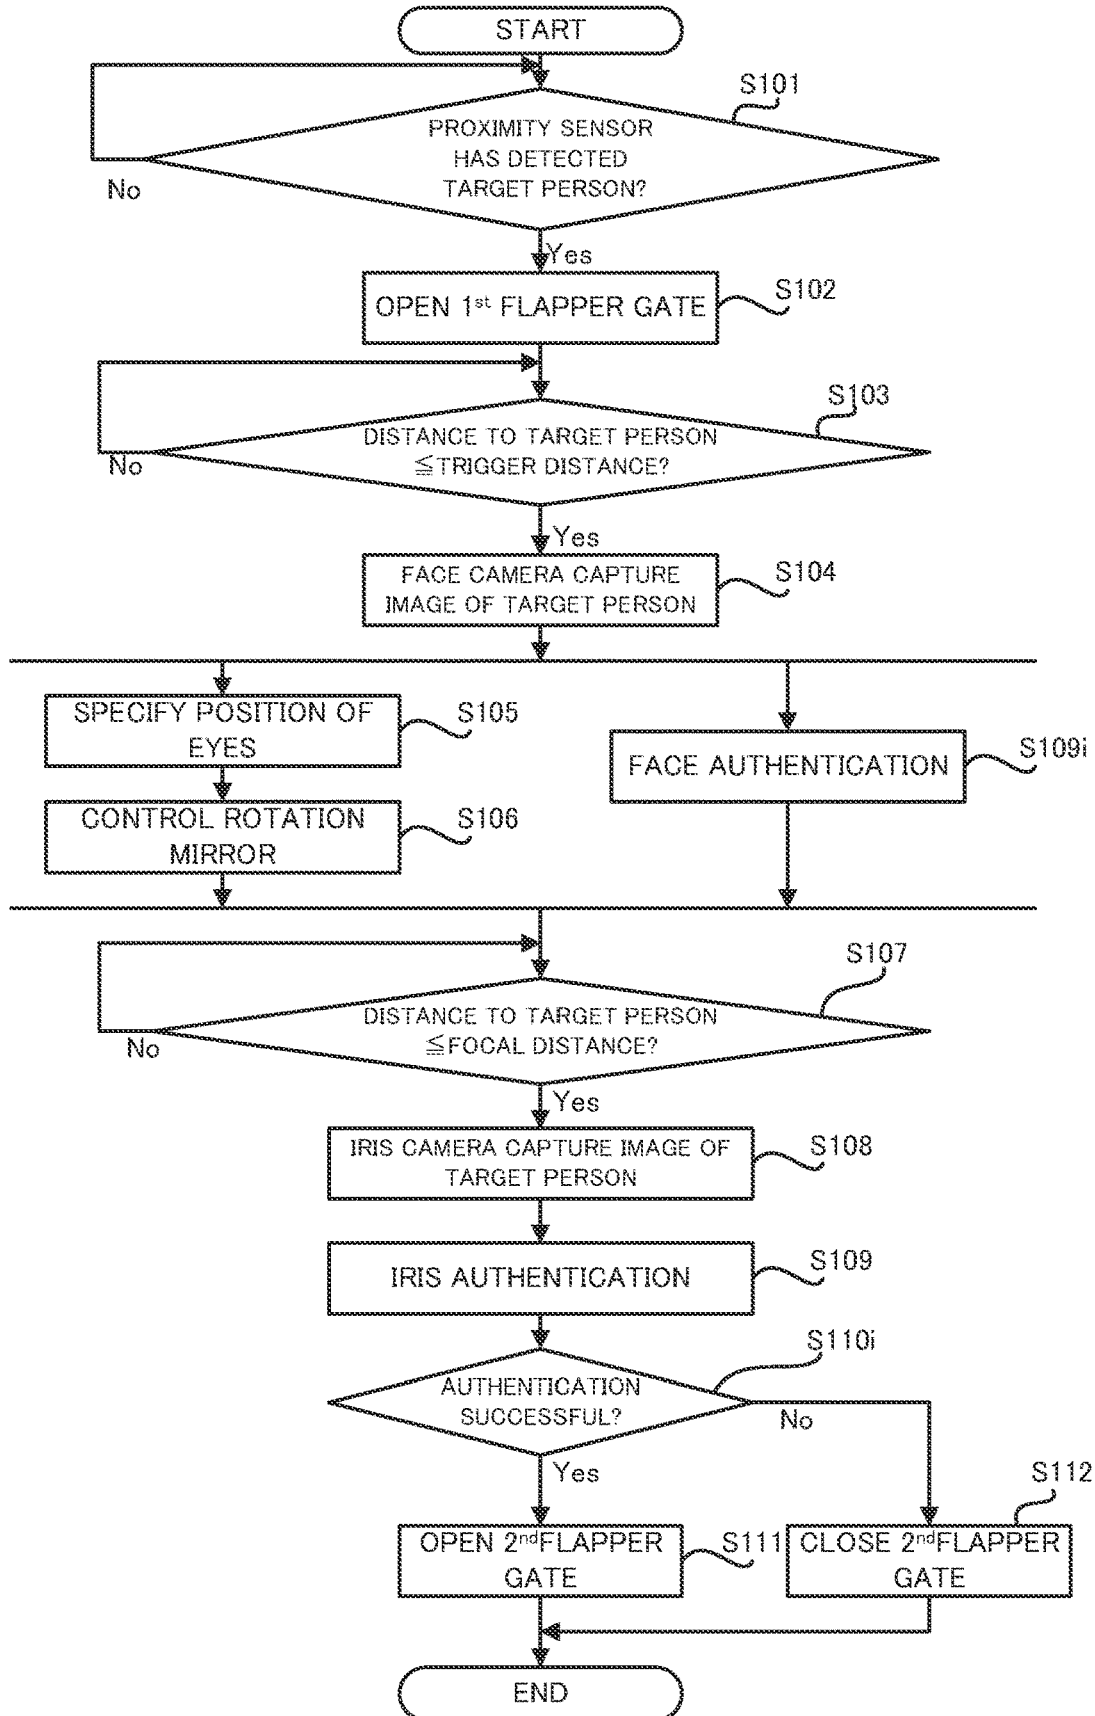 START
S101
PROXIMITY SENSOR
HAS DETECTED
TARGET PERSON?
No
Yes
OPEN 1st FLAPPER GATE
S102
S103
DISTANCE TO TARGET PERSON
≦TRIGGER DISTANCE?
No
Yes
FACE CAMERA CAPTURE
IMAGE OF TARGET PERSON
S104
SPECIFY POSITION OF
EYES
S105
FACE AUTHENTICATION
S109i
CONTROL ROTATION
MIRROR
S106
S107
DISTANCE TO TARGET PERSON
≦FOCAL DISTANCE?
No
Yes
IRIS CAMERA CAPTURE IMAGE OF
TARGET PERSON
S108
IRIS AUTHENTICATION
S109
S110i
AUTHENTICATION
SUCCESSFUL?
No
Yes
OPEN 2nd FLAPPER
GATE
S111
S112
CLOSE 2nd FLAPPER
GATE
END